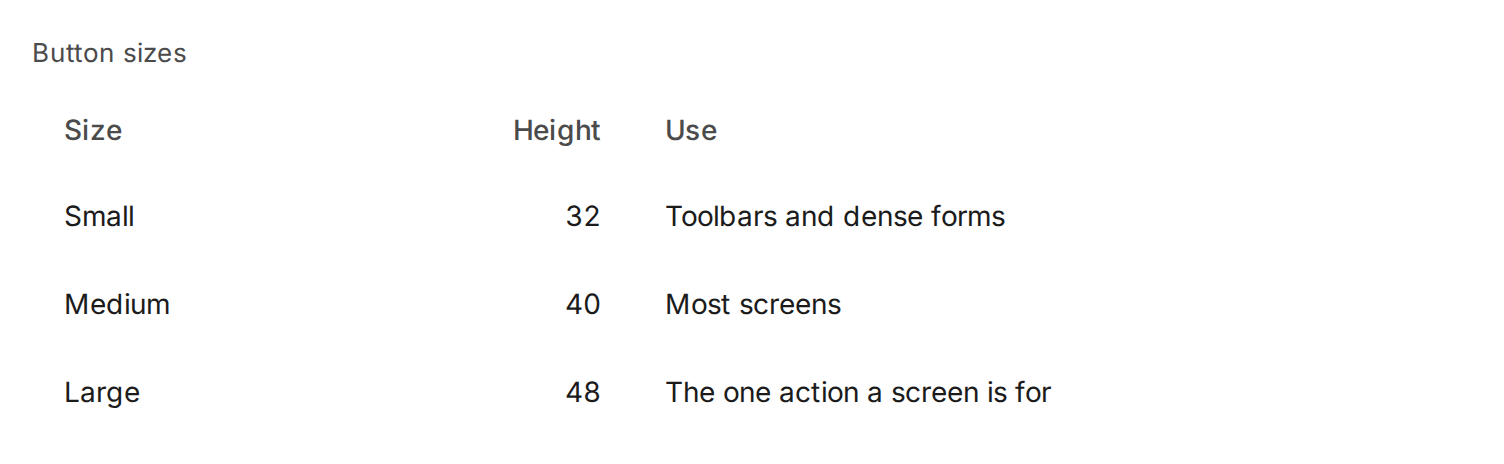 Button sizes
Size Height Use
Small 32 Toolbars and dense forms
Medium 40 Most screens
Large 48 The one action a screen is for